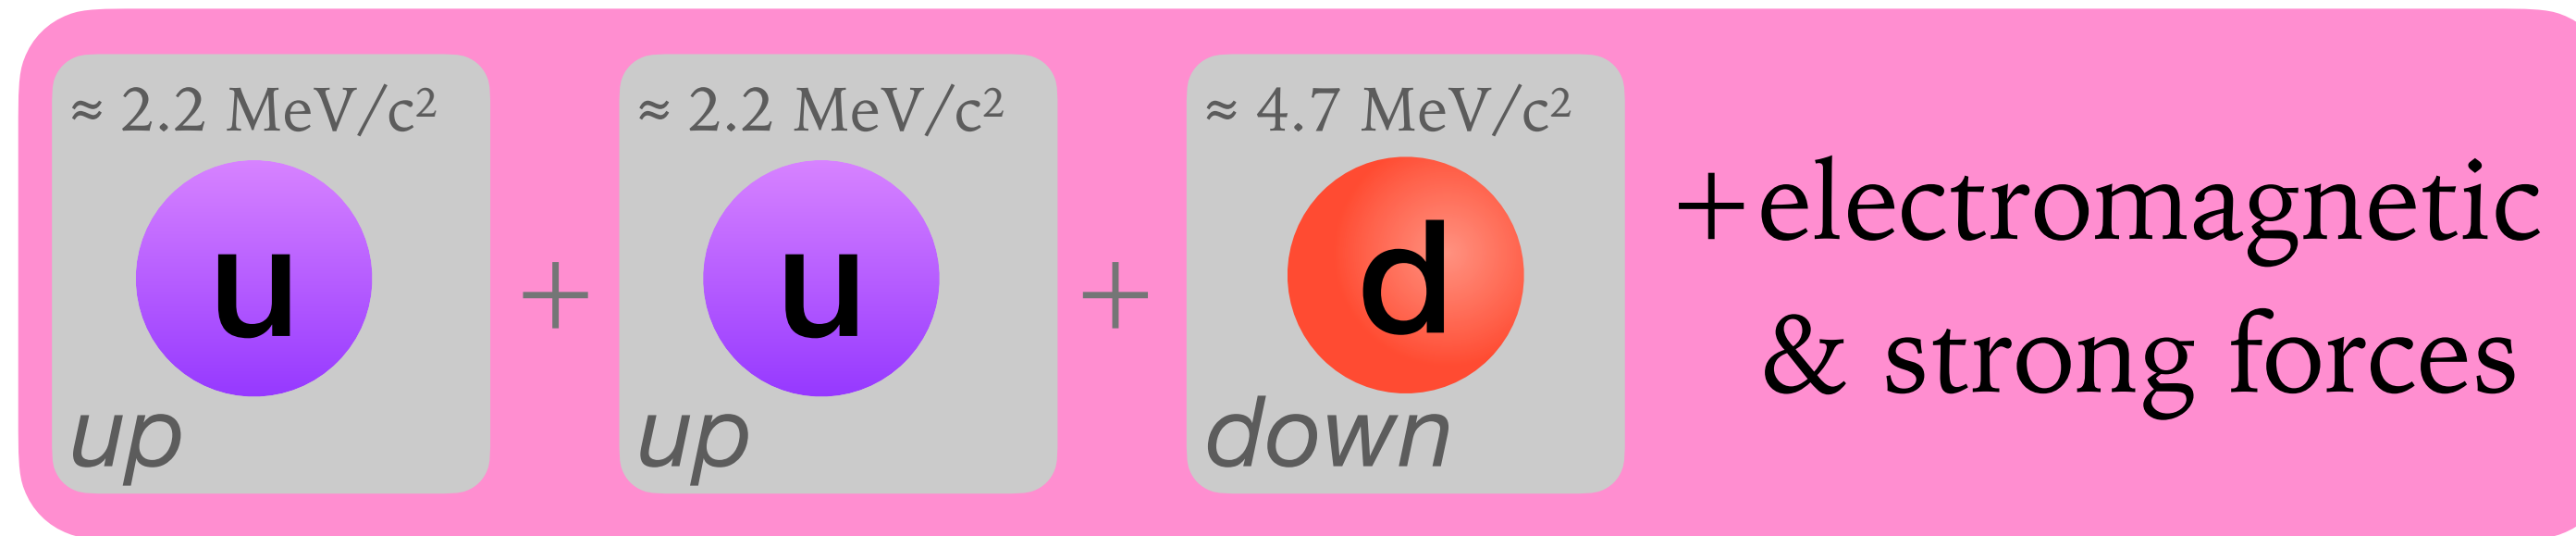 ≈ 2.2 MeV/c²
u
up
+
≈ 2.2 MeV/c²
u
up
+
≈ 4.7 MeV/c²
d
down
+electromagnetic
& strong forces